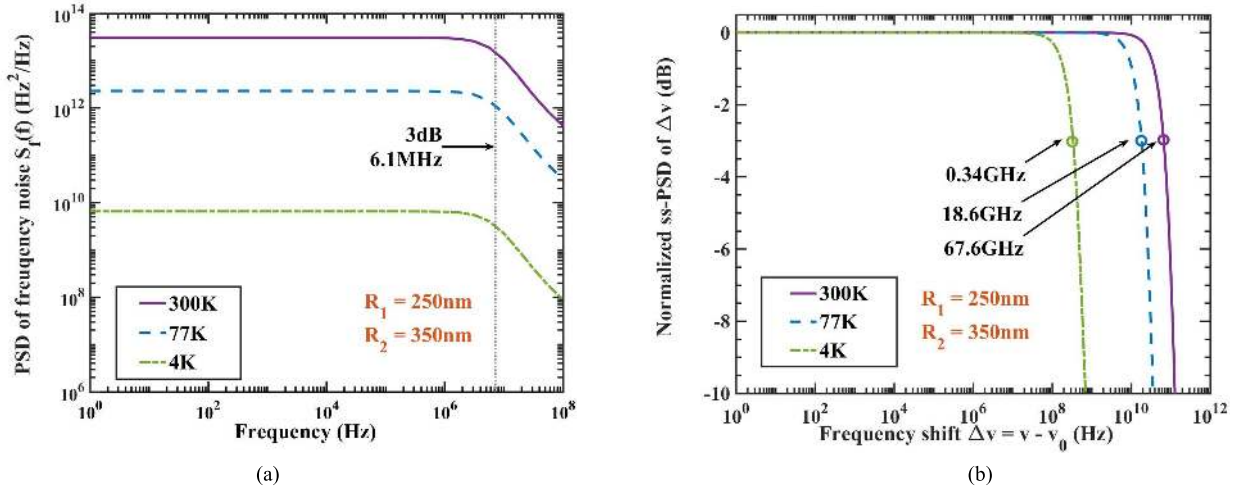 PSD of freuqency noise S_f(f) (Hz^2/Hz)
10^14
10^12
10^10
10^8
10^6
3dB
6.1MHz
300K
77K
4K
R_1 = 250nm
R_2 = 350nm
10^0
10^2
10^4
10^6
10^8
Frequency (Hz)
(a)
Normalized ss-PSD of Δν (dB)
0
-2
-4
-6
-8
-10
0.34GHz
18.6GHz
67.6GHz
300K
77K
4K
R_1 = 250nm
R_2 = 350nm
10^0
10^2
10^4
10^6
10^8
10^10
10^12
Frequency shift Δν = ν - ν_0 (Hz)
(b)